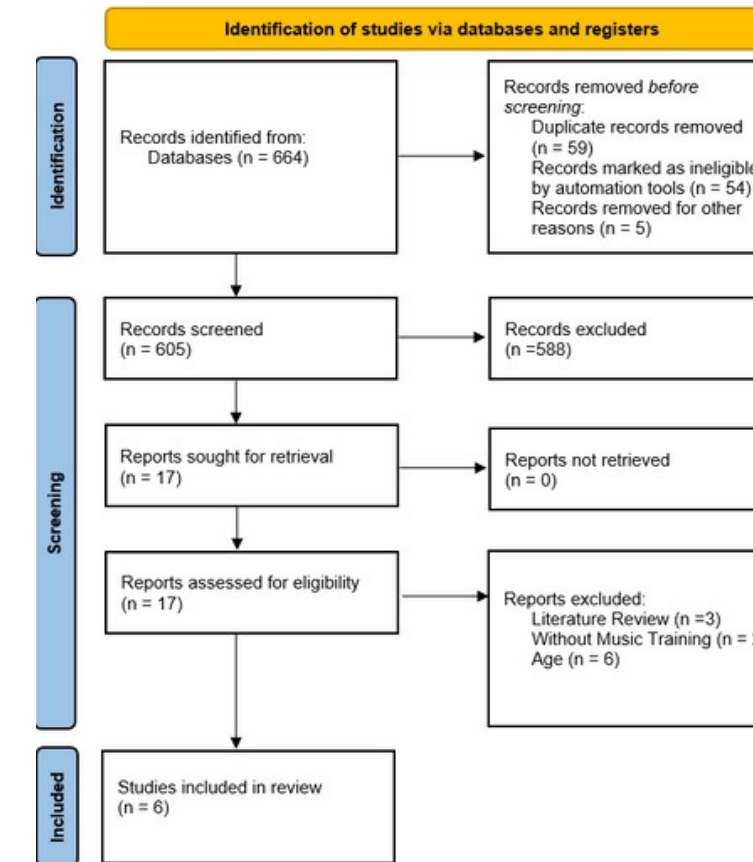 Identification of studies via databases and registers
Identification
Records identified from:
Databases (n = 664)
Records removed before
screening:
Duplicate records removed
(n = 59)
Records marked as ineligible
by automation tools (n = 54)
Records removed for other
reasons (n = 5)
Screening
Records screened
(n = 605)
Records excluded
(n =588)
Reports sought for retrieval
(n = 17)
Reports not retrieved
(n = 0)
Reports assessed for eligibility
(n = 17)
Reports excluded:
Literature Review (n =3)
Without Music Training (n =
Age (n = 6)
Included
Studies included in review
(n = 6)